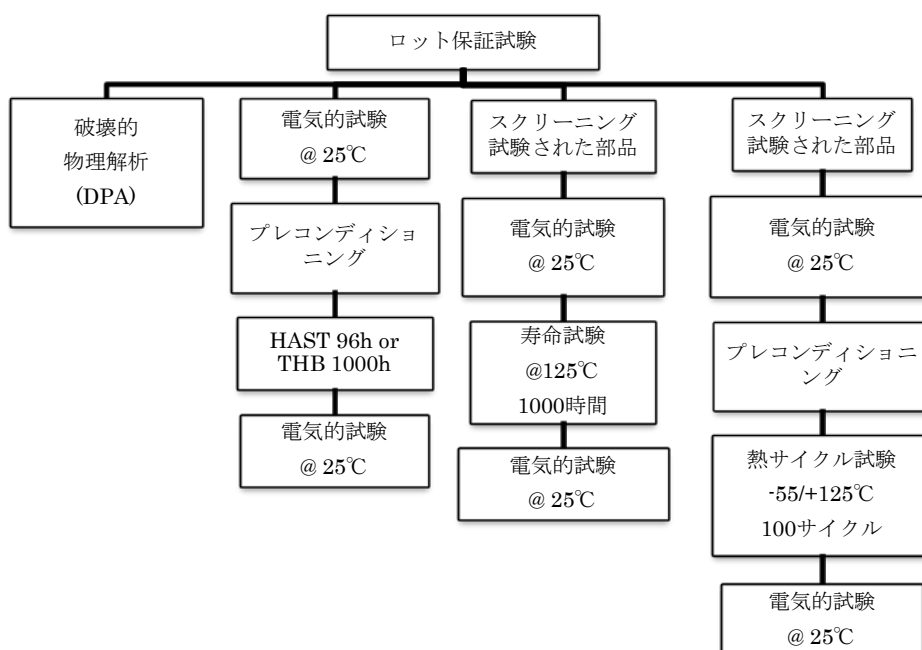 ロット保証試験
破壊的
物理解析
(DPA)
電気的試験
@ 25℃
プレコンディショ
ニング
HAST 96h or
THB 1000h
電気的試験
@ 25℃
スクリーニング
試験された部品
電気的試験
@ 25℃
寿命試験
@125℃
1000時間
電気的試験
@ 25℃
スクリーニング
試験された部品
電気的試験
@ 25℃
プレコンディショニ
ング
熱サイクル試験
-55/+125℃
100サイクル
電気的試験
@ 25℃